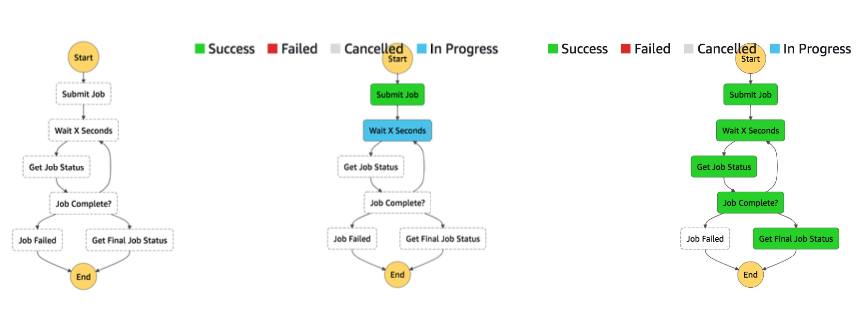 Start
Submit Job
Wait X Seconds
Get Job Status
Job Complete?
Job Failed
Get Final Job Status
End
Success
Failed
Cancelled
In Progress
Start
Submit Job
Wait X Seconds
Get Job Status
Job Complete?
Job Failed
Get Final Job Status
End
Success
Failed
Cancelled
In Progress
Start
Submit Job
Wait X Seconds
Get Job Status
Job Complete?
Job Failed
Get Final Job Status
End